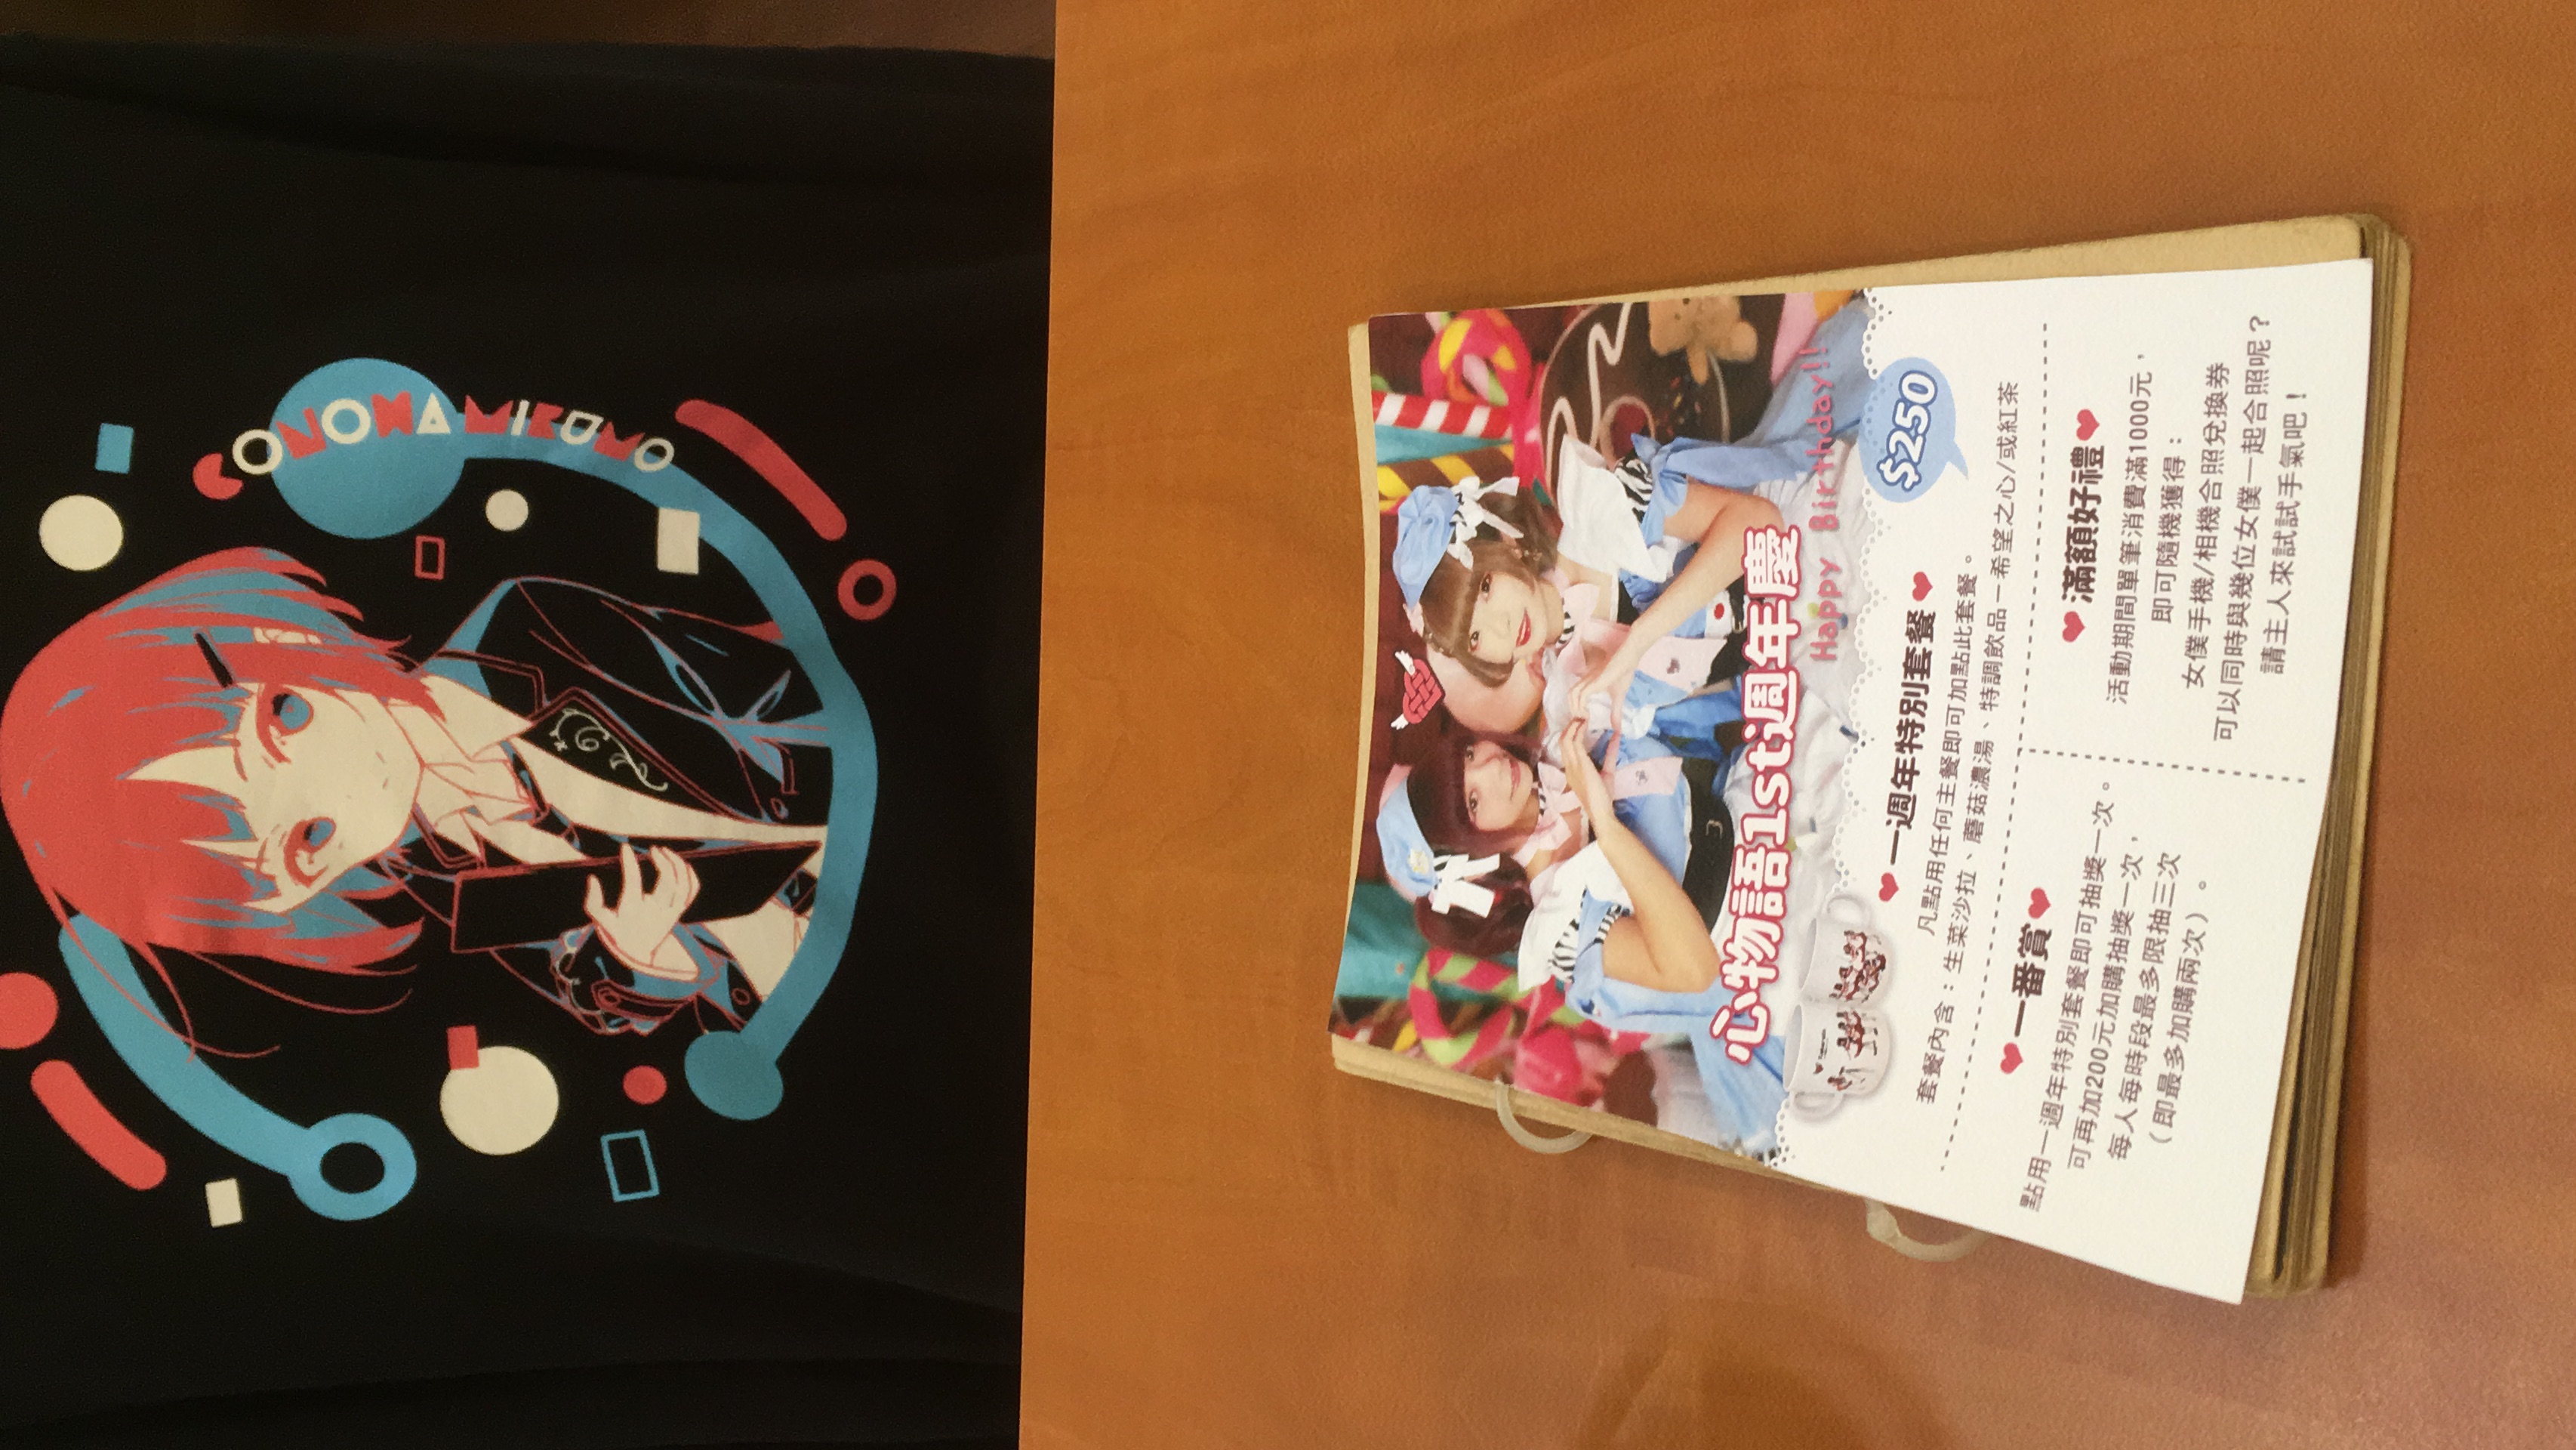 ONOMAMIKUMO
心物語1st週年慶
Happy Birthday!!
$250
一週年特別套餐
凡點用任何主餐即可加點此套餐。
套餐內含：生菜沙拉、蘑菇濃湯、特調飲品－希望之心/或紅茶
一番賞
點用一週年特別套餐即可抽獎一次。
可再加200元加購抽獎一次，
每人每時段最多限抽三次
（即最多加購兩次）。
滿額好禮
活動期間單筆消費滿1000元，
即可隨機獲得：
女僕手機/相機合照兌換券
可以同時與幾位女僕一起合照呢？
請主人來試試手氣吧！